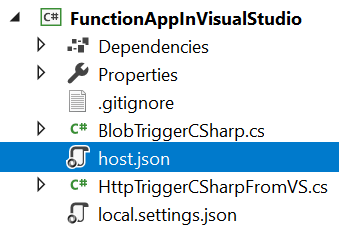 C# FunctionAppInVisualStudio
Dependencies
Properties
.gitignore
C# BlobTriggerCSharp.cs
host.json
C# HttpTriggerCSharpFromVS.cs
local.settings.json